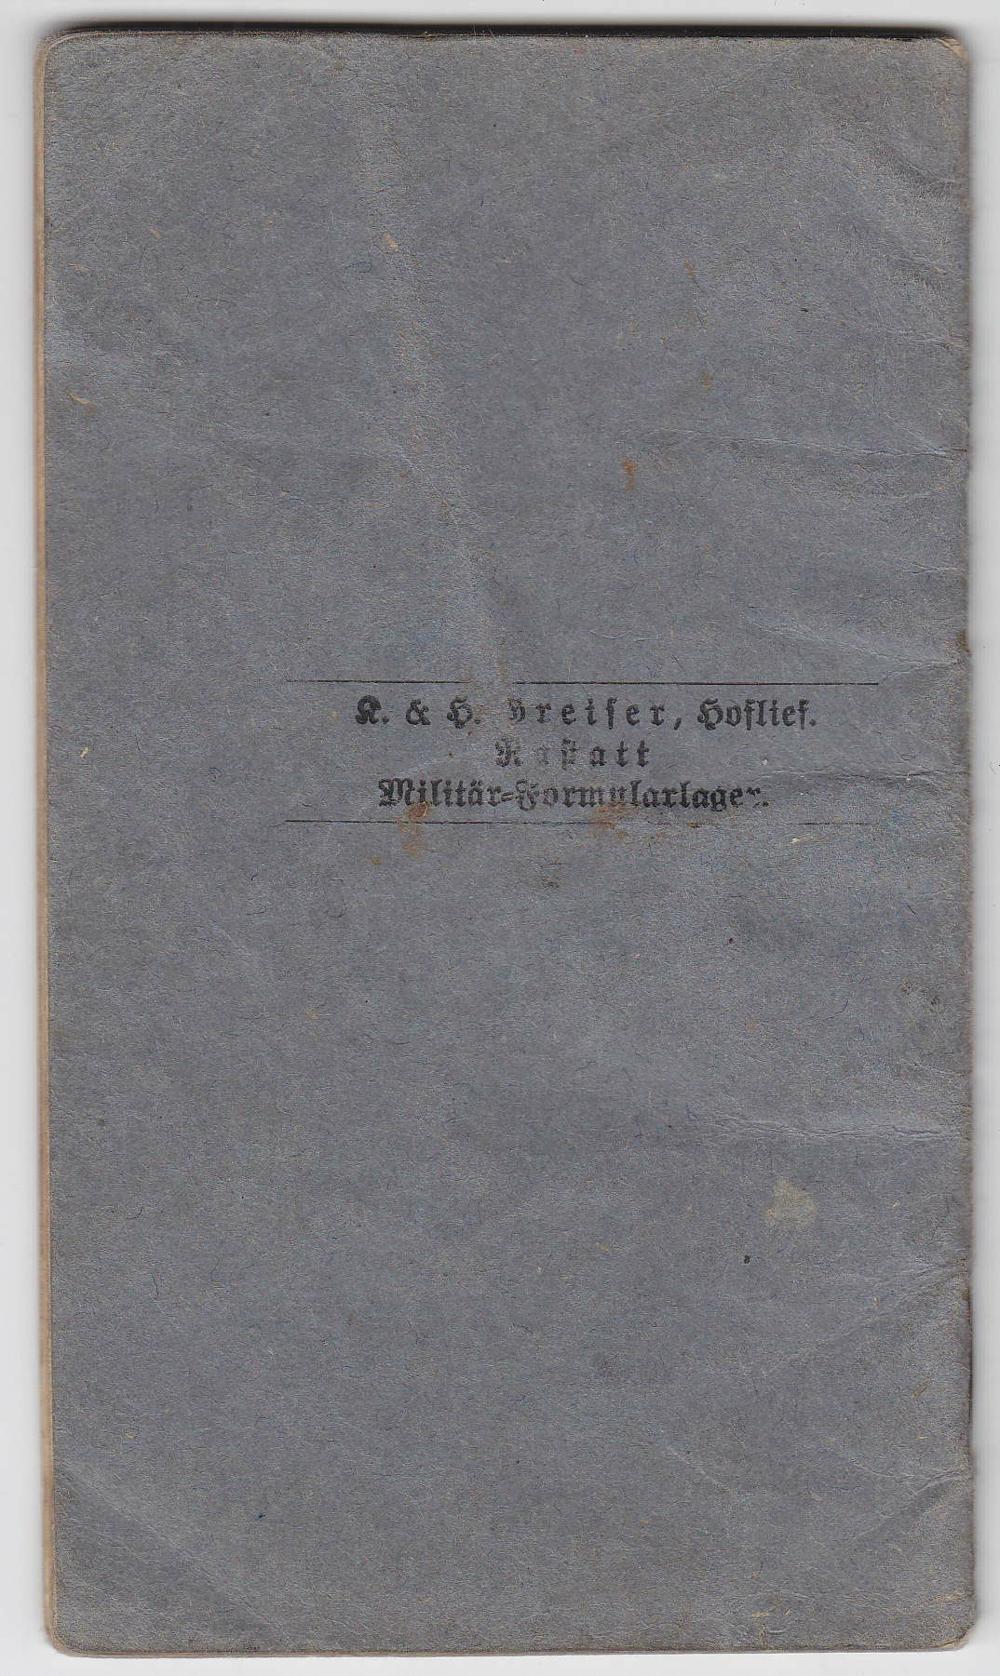 K. & H. Greiser, Hoflief.
Rastatt
Militär-Formularlager.